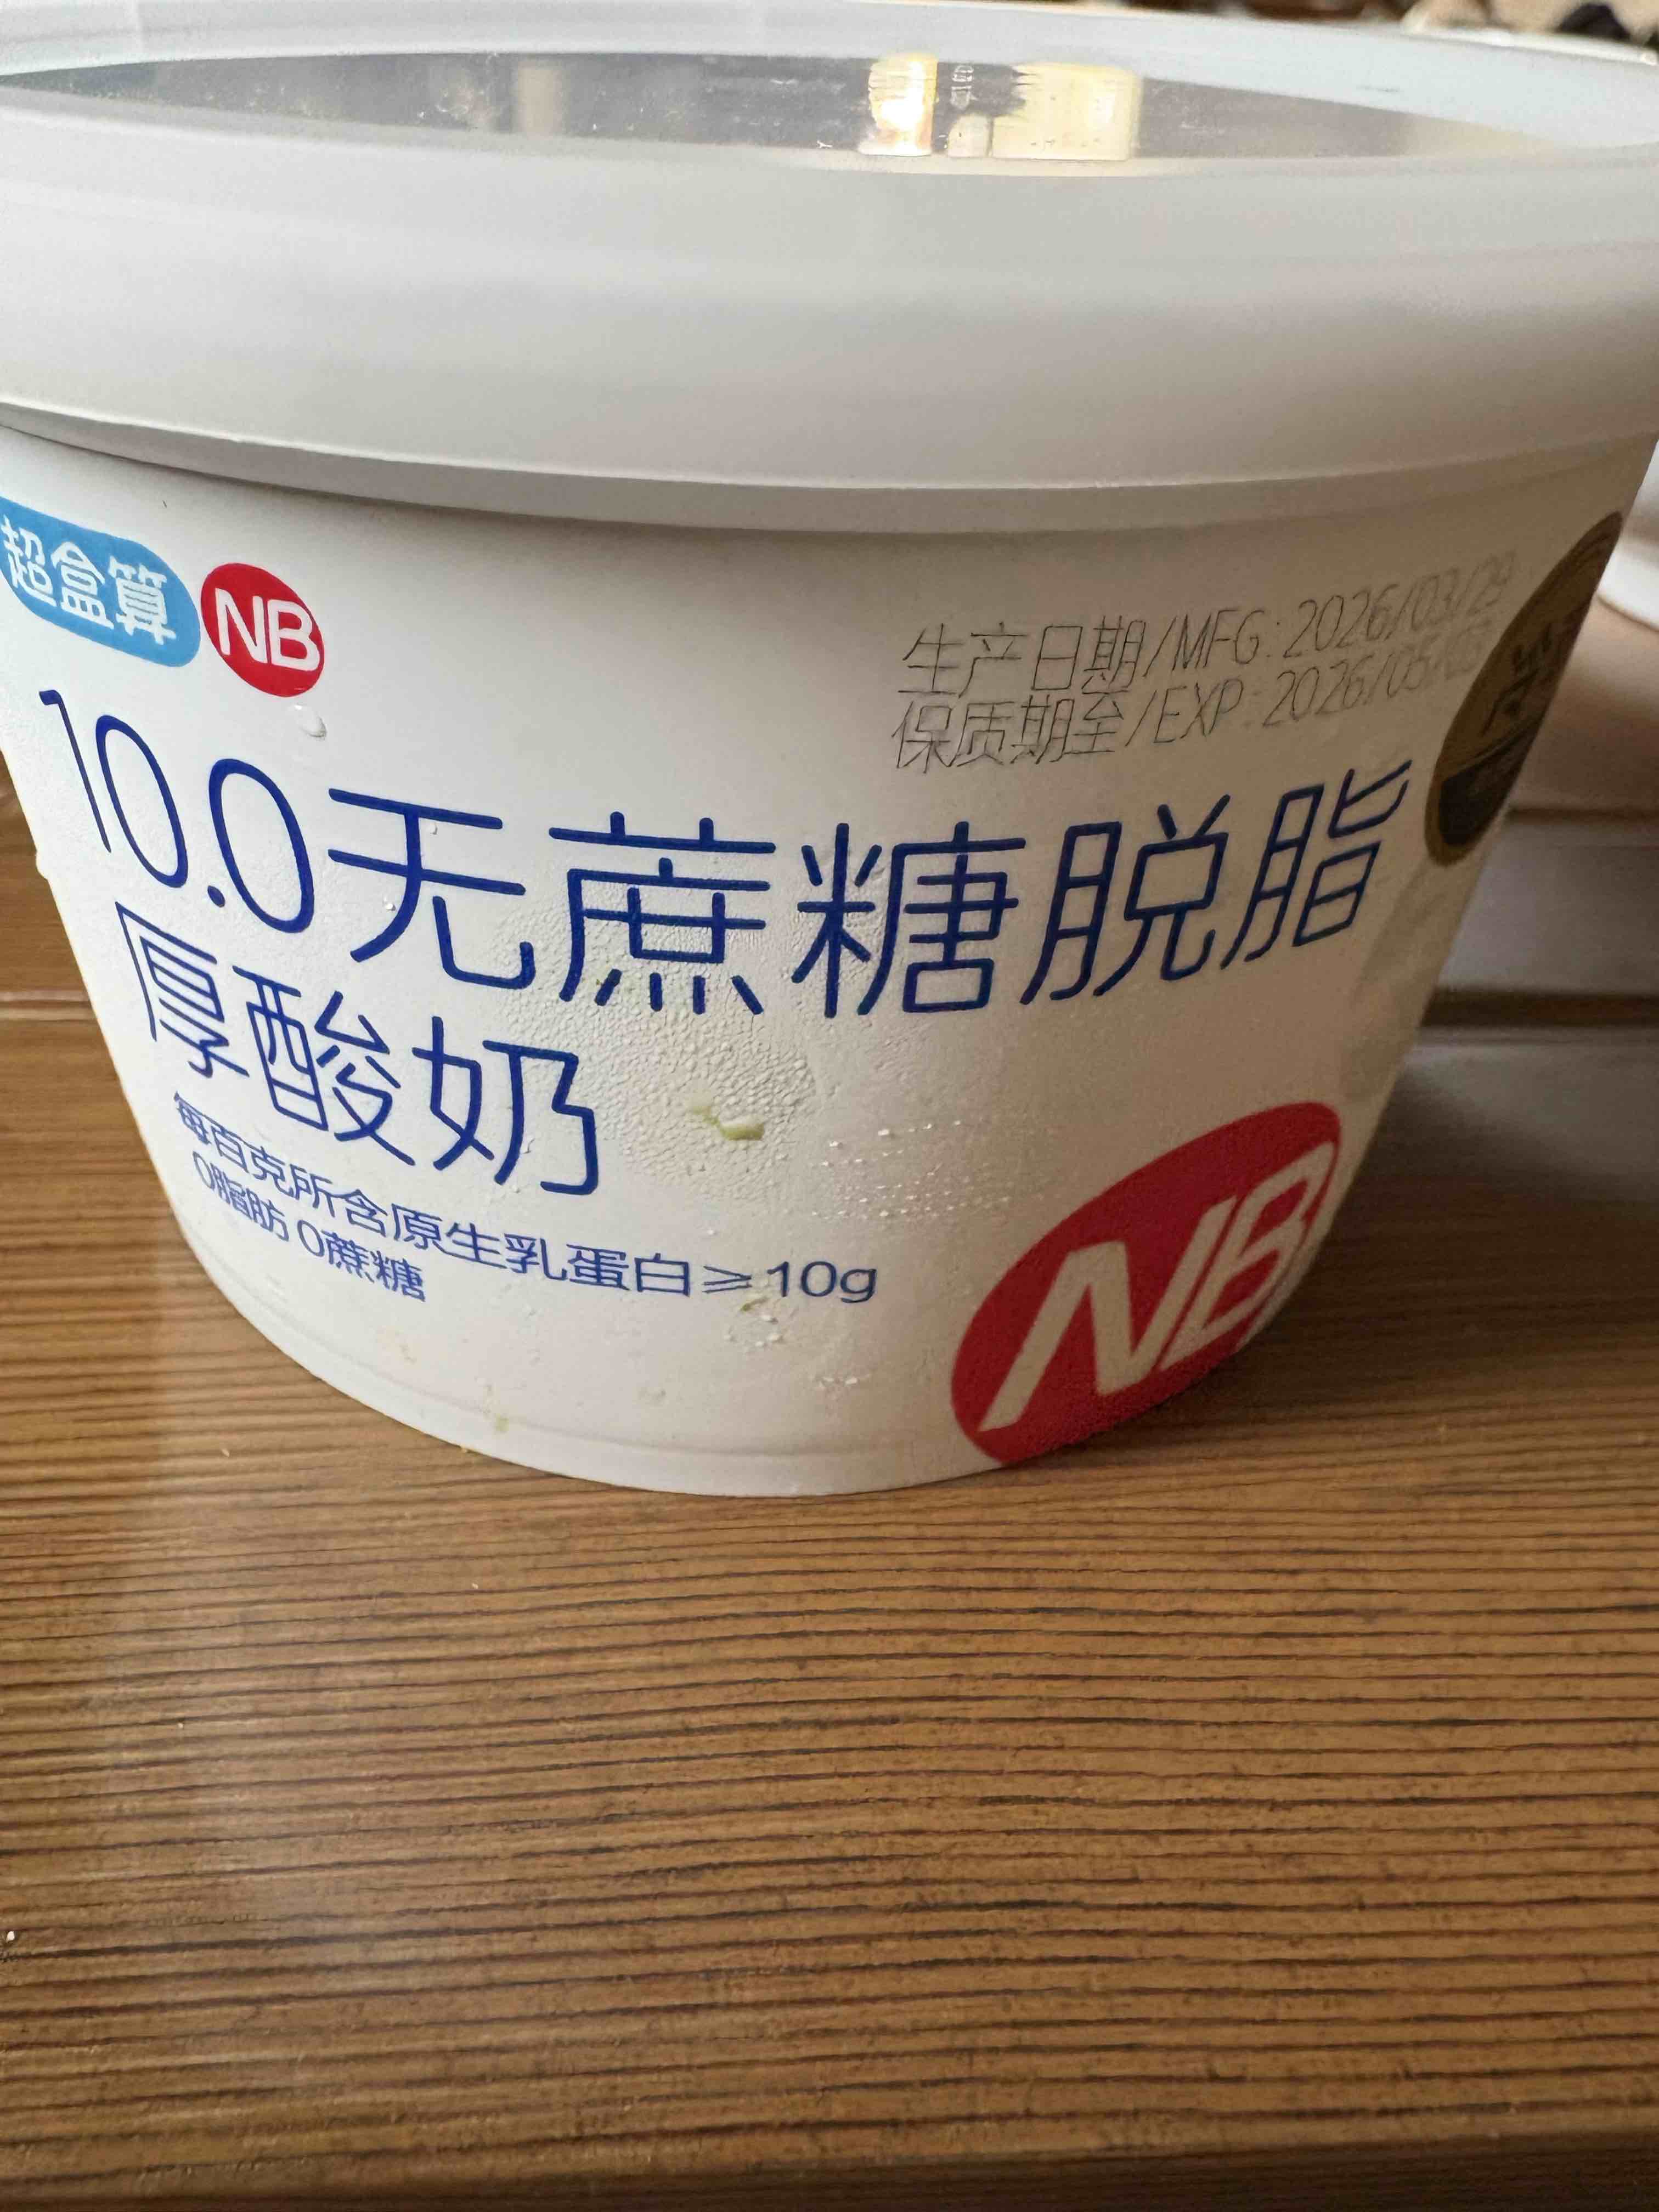 超盒算 NB
生产日期/MFG: 2026/03/29
保质期至/EXP: 2026/05/
10.0无蔗糖脱脂
厚酸奶
每百克所含原生乳蛋白≥10g
0脂肪 0蔗糖
NB